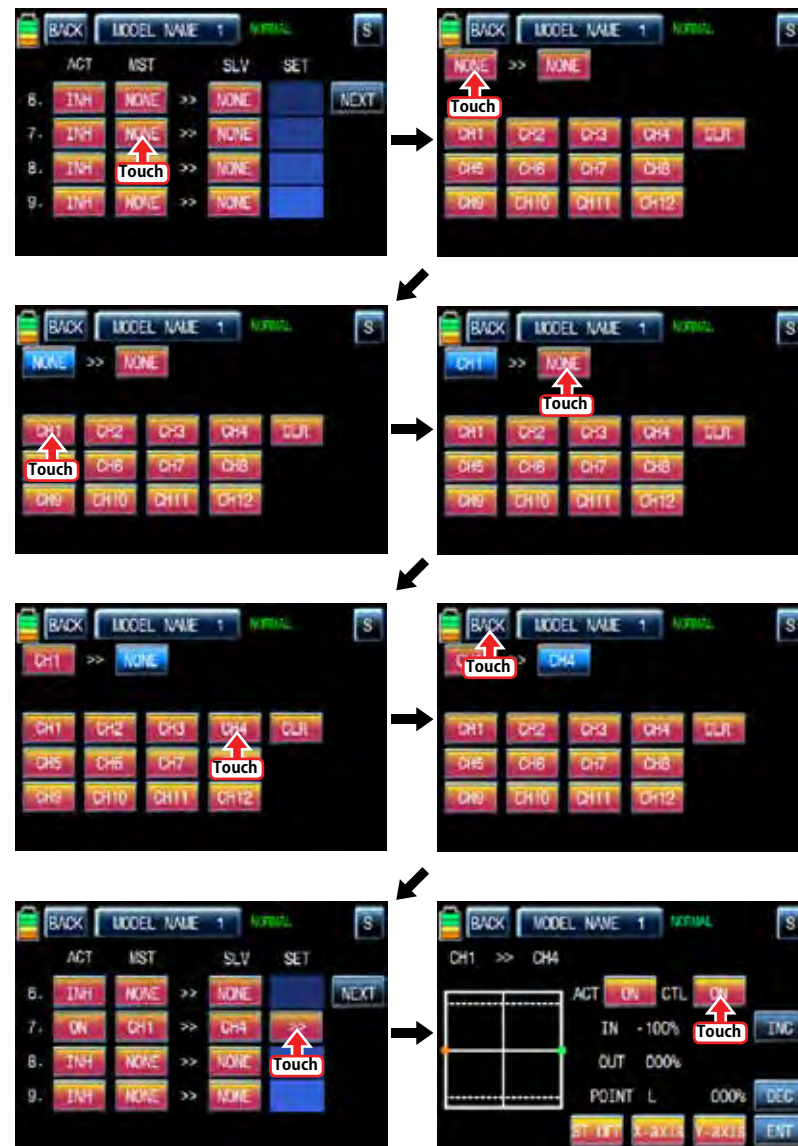 BACK MODEL NAME 1 NORMAL S
ACT MST SLV SET
6. INH NONE >> NONE NEXT
7. INH NONE >> NONE
8. INH Touch >> NONE
9. INH NONE >> NONE
BACK MODEL NAME 1 NORMAL S
NONE >> NONE
Touch
CH1 CH2 CH3 CH4 CLR
CH5 CH6 CH7 CH8
CH9 CH10 CH11 CH12
BACK MODEL NAME 1 NORMAL S
NONE >> NONE
CH1 CH2 CH3 CH4 CLR
Touch CH6 CH7 CH8
CH9 CH10 CH11 CH12
BACK MODEL NAME 1 NORMAL S
CH1 >> NONE
Touch
CH1 CH2 CH3 CH4 CLR
CH5 CH6 CH7 CH8
CH9 CH10 CH11 CH12
BACK MODEL NAME 1 NORMAL S
CH1 >> NONE
CH1 CH2 CH3 CH4 CLR
CH5 CH6 CH7 Touch
CH9 CH10 CH11 CH12
BACK MODEL NAME 1 NORMAL S
Touch > CH4
CH1 CH2 CH3 CH4 CLR
CH5 CH6 CH7 CH8
CH9 CH10 CH11 CH12
BACK MODEL NAME 1 NORMAL S
ACT MST SLV SET
6. INH NONE >> NONE NEXT
7. ON CH1 >> CH4 >>
8. INH NONE >> NONE Touch
9. INH NONE >> NONE
BACK MODEL NAME 1 NORMAL S
CH1 >> CH4
ACT ON CTL ON
IN -100% Touch INC
OUT 000%
POINT L 000% DEC
ST OFF X-axis Y-axis ENT